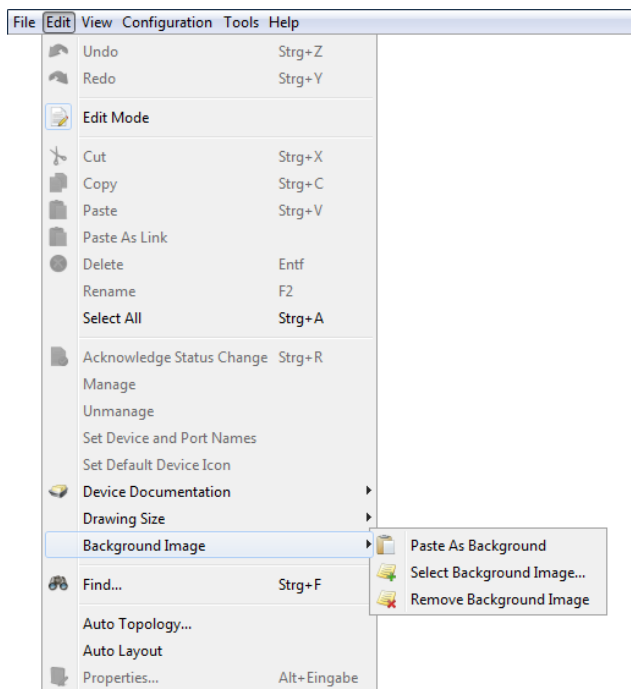 File Edit View Configuration Tools Help
Undo Strg+Z
Redo Strg+Y
Edit Mode
Cut Strg+X
Copy Strg+C
Paste Strg+V
Paste As Link
Delete Entf
Rename F2
Select All Strg+A
Acknowledge Status Change Strg+R
Manage
Unmanage
Set Device and Port Names
Set Default Device Icon
Device Documentation
Drawing Size
Background Image
Paste As Background
Select Background Image...
Remove Background Image
Find... Strg+F
Auto Topology...
Auto Layout
Properties... Alt+Eingabe